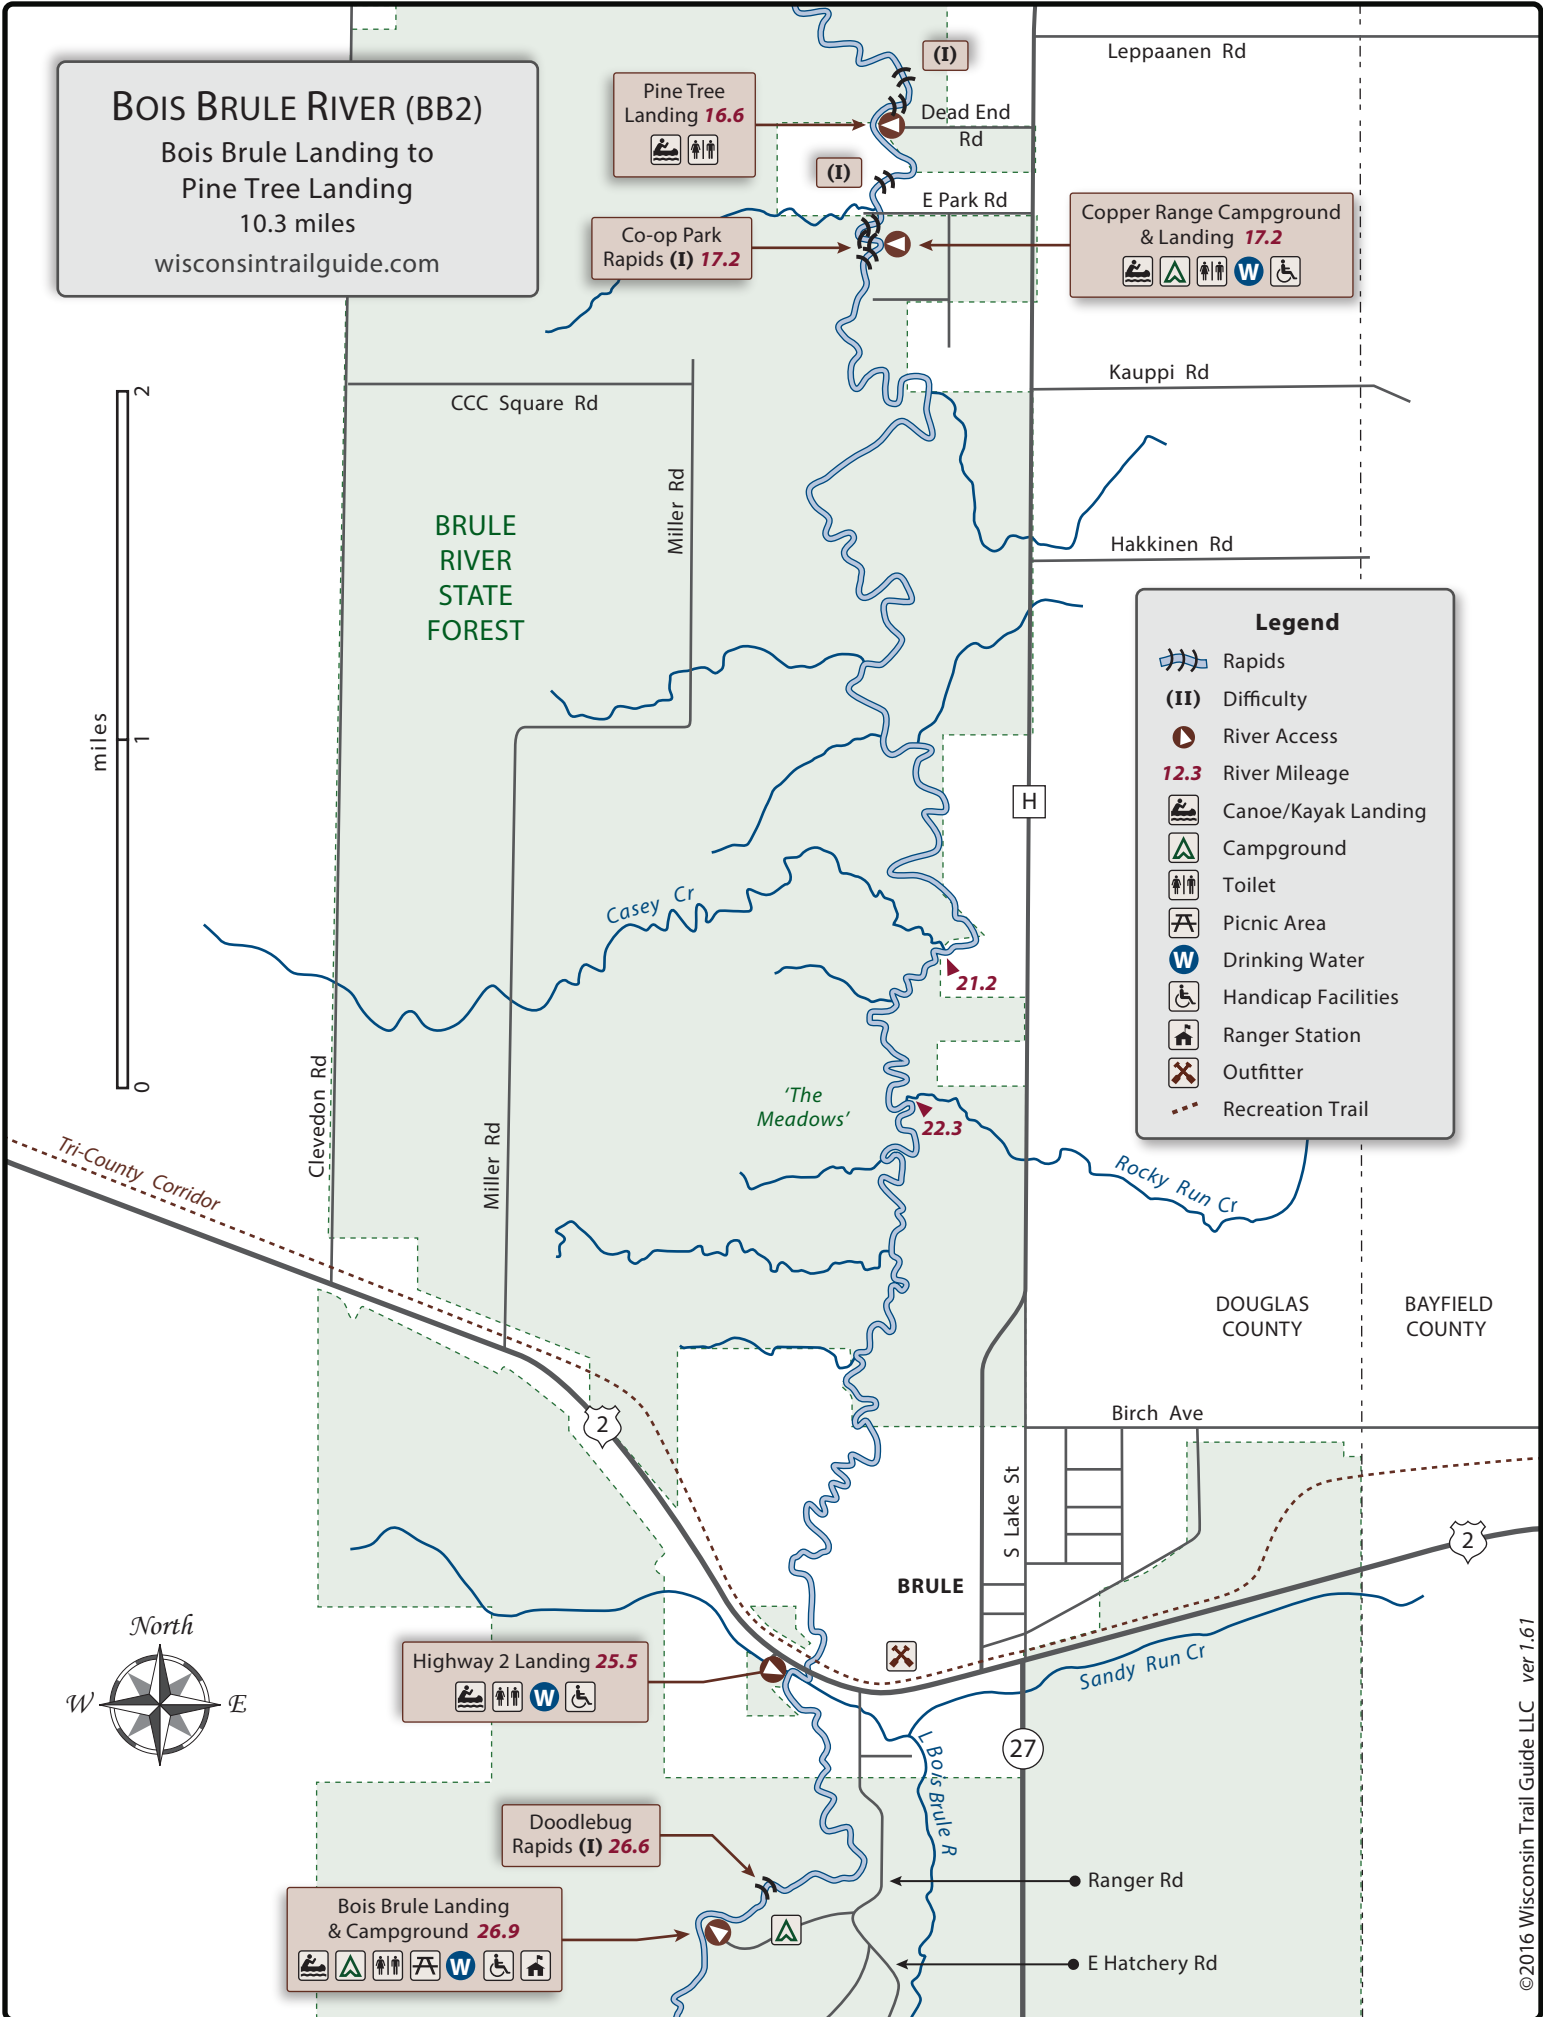 BOIS BRULE RIVER (BB2)
Bois Brule Landing to
Pine Tree Landing
10.3 miles
wisconsintrailguide.com
(I)
Leppaanen Rd
Pine Tree
Landing 16.6
Dead End
Rd
(I)
E Park Rd
Co-op Park
Rapids (I) 17.2
Copper Range Campground
& Landing 17.2
W
Kauppi Rd
CCC Square Rd
2
1
0
miles
Miller Rd
BRULE
RIVER
STATE
FOREST
Hakkinen Rd
Legend
Rapids
(II) Difficulty
River Access
12.3 River Mileage
Canoe/Kayak Landing
Campground
Toilet
Picnic Area
W Drinking Water
Handicap Facilities
Ranger Station
Outfitter
Recreation Trail
H
Casey Cr
21.2
'The
Meadows'
22.3
Clevedon Rd
Miller Rd
Rocky Run Cr
Tri-County Corridor
DOUGLAS
COUNTY
BAYFIELD
COUNTY
2
Birch Ave
S Lake St
2
BRULE
North
W
E
Highway 2 Landing 25.5
W
Sandy Run Cr
27
L Bois Brule R
Doodlebug
Rapids (I) 26.6
Ranger Rd
Bois Brule Landing
& Campground 26.9
W
E Hatchery Rd
©2016 Wisconsin Trail Guide LLC ver 1.61